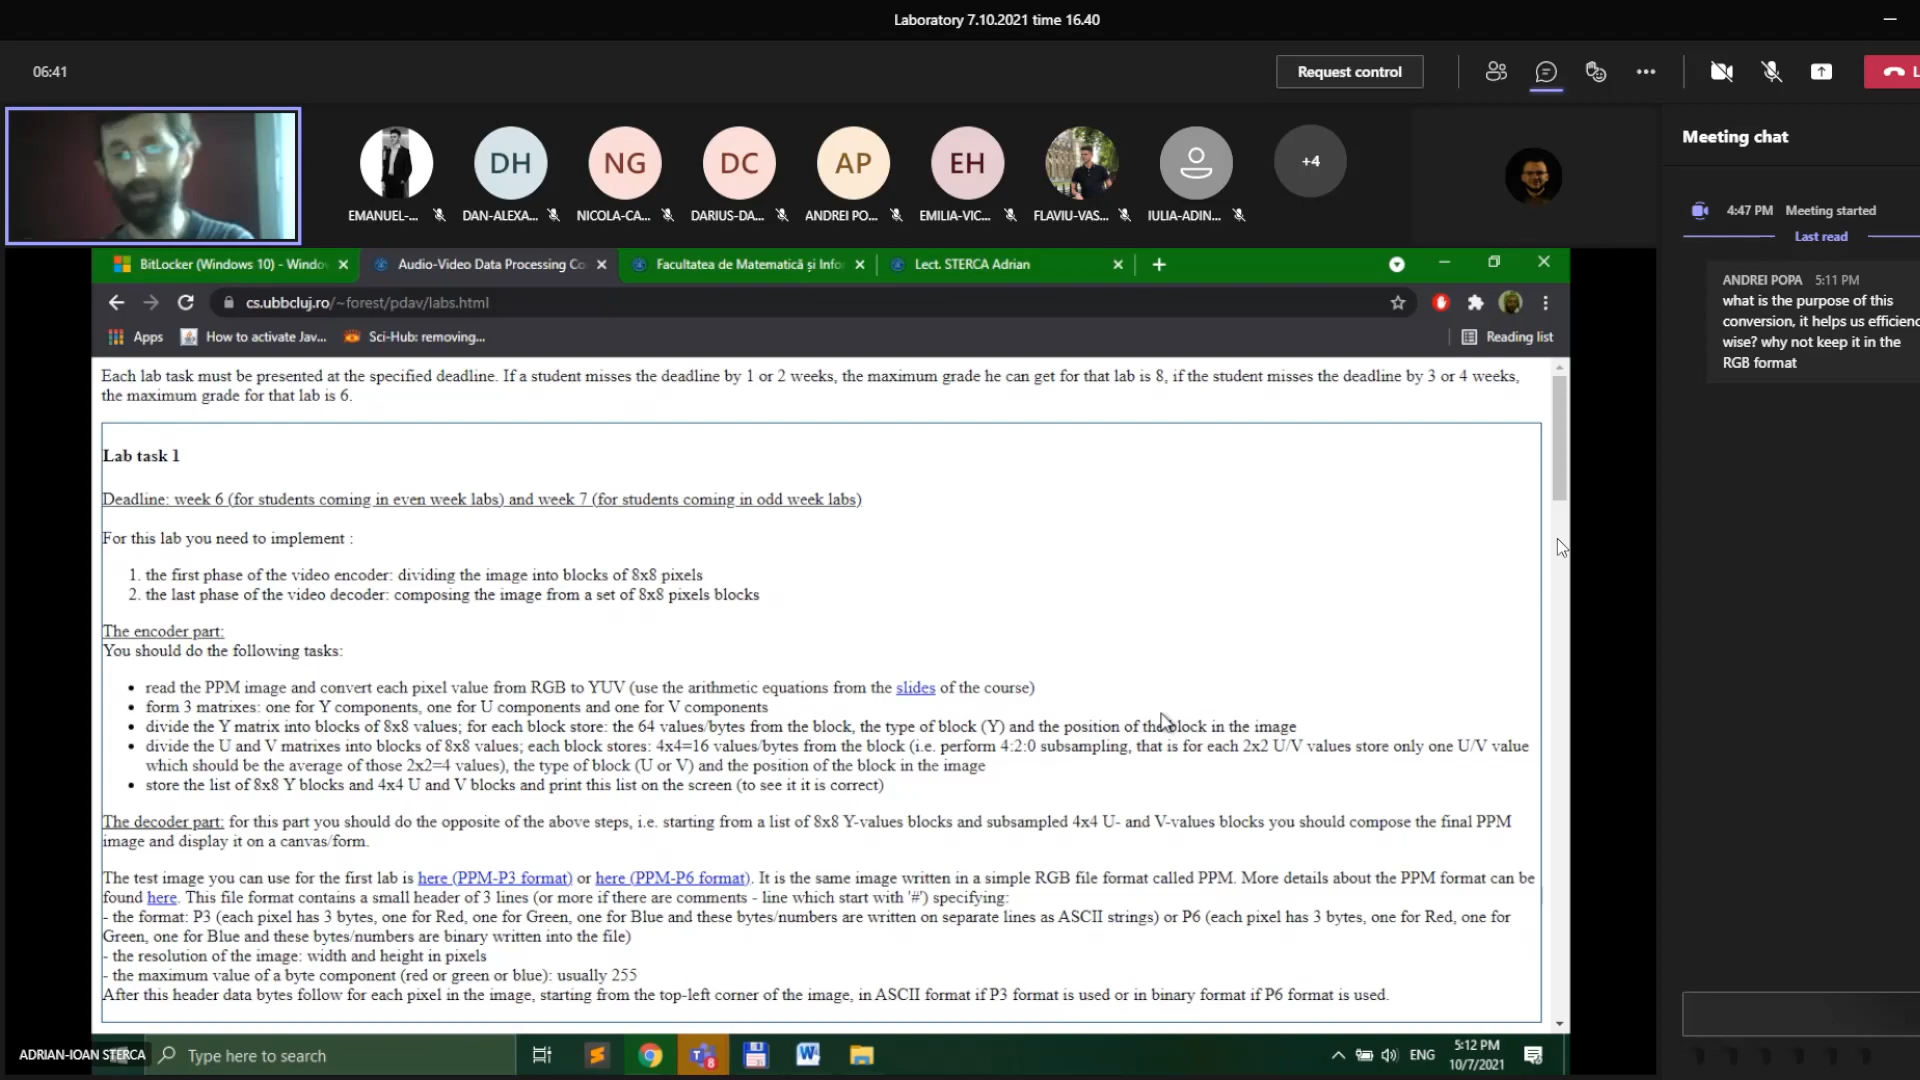 Laboratory 7.10.2021 time 16.40
06:41
Request control
DH
NG
DC
AP
EH
+4
EMANUEL-...
DAN-ALEXA...
NICOLA-CA...
DARIUS-DA...
ANDREI PO...
EMILIA-VIC...
FLAVIU-VAS...
IULIA-ADIN...
Meeting chat
4:47 PM Meeting started
Last read
ANDREI POPA 5:11 PM
what is the purpose of this
conversion, it helps us efficienc
wise? why not keep it in the
RGB format
BitLocker (Windows 10) - Windo
Audio-Video Data Processing Co
Facultatea de Matematică și Info
Lect. STERCA Adrian
cs.ubbcluj.ro/~forest/pdav/labs.html
Apps
How to activate Jav...
Sci-Hub: removing...
Reading list
Each lab task must be presented at the specified deadline. If a student misses the deadline by 1 or 2 weeks, the maximum grade he can get for that lab is 8, if the student misses the deadline by 3 or 4 weeks,
the maximum grade for that lab is 6.
Lab task 1
Deadline: week 6 (for students coming in even week labs) and week 7 (for students coming in odd week labs)
For this lab you need to implement :
1. the first phase of the video encoder: dividing the image into blocks of 8x8 pixels
2. the last phase of the video decoder: composing the image from a set of 8x8 pixels blocks
The encoder part:
You should do the following tasks:
• read the PPM image and convert each pixel value from RGB to YUV (use the arithmetic equations from the slides of the course)
• form 3 matrixes: one for Y components, one for U components and one for V components
• divide the Y matrix into blocks of 8x8 values; for each block store: the 64 values/bytes from the block, the type of block (Y) and the position of the block in the image
• divide the U and V matrixes into blocks of 8x8 values; each block stores: 4x4=16 values/bytes from the block (i.e. perform 4:2:0 subsampling, that is for each 2x2 U/V values store only one U/V value
which should be the average of those 2x2=4 values), the type of block (U or V) and the position of the block in the image
• store the list of 8x8 Y blocks and 4x4 U and V blocks and print this list on the screen (to see it it is correct)
The decoder part: for this part you should do the opposite of the above steps, i.e. starting from a list of 8x8 Y-values blocks and subsampled 4x4 U- and V-values blocks you should compose the final PPM
image and display it on a canvas/form.
The test image you can use for the first lab is here (PPM-P3 format) or here (PPM-P6 format). It is the same image written in a simple RGB file format called PPM. More details about the PPM format can be
found here. This file format contains a small header of 3 lines (or more if there are comments - line which start with '#') specifying:
- the format: P3 (each pixel has 3 bytes, one for Red, one for Green, one for Blue and these bytes/numbers are written on separate lines as ASCII strings) or P6 (each pixel has 3 bytes, one for Red, one for
Green, one for Blue and these bytes/numbers are binary written into the file)
- the resolution of the image: width and height in pixels
- the maximum value of a byte component (red or green or blue): usually 255
After this header data bytes follow for each pixel in the image, starting from the top-left corner of the image, in ASCII format if P3 format is used or in binary format if P6 format is used.
ADRIAN-IOAN STERCA
Type here to search
8
ENG
5:12 PM
10/7/2021